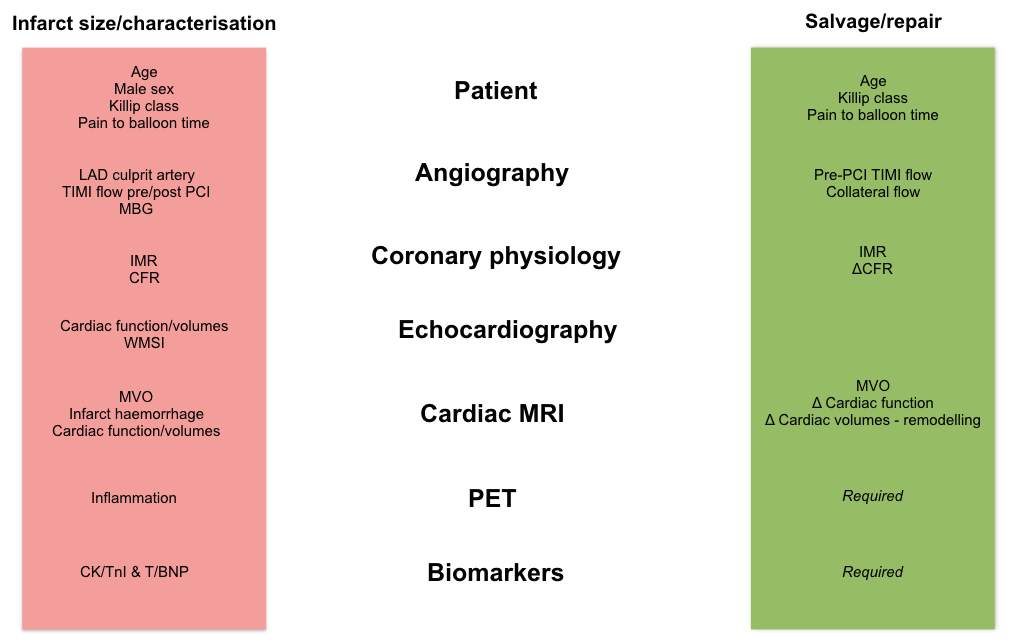 Infarct size/characterisation
Salvage/repair
Age
Male sex
Killip class
Pain to balloon time
Patient
Age
Killip class
Pain to balloon time
LAD culprit artery
TIMI flow pre/post PCI
MBG
Angiography
Pre-PCI TIMI flow
Collateral flow
IMR
CFR
Coronary physiology
IMR
ΔCFR
Cardiac function/volumes
WMSI
Echocardiography
MVO
Infarct haemorrhage
Cardiac function/volumes
Cardiac MRI
MVO
Δ Cardiac function
Δ Cardiac volumes - remodelling
Inflammation
PET
Required
CK/TnI & T/BNP
Biomarkers
Required